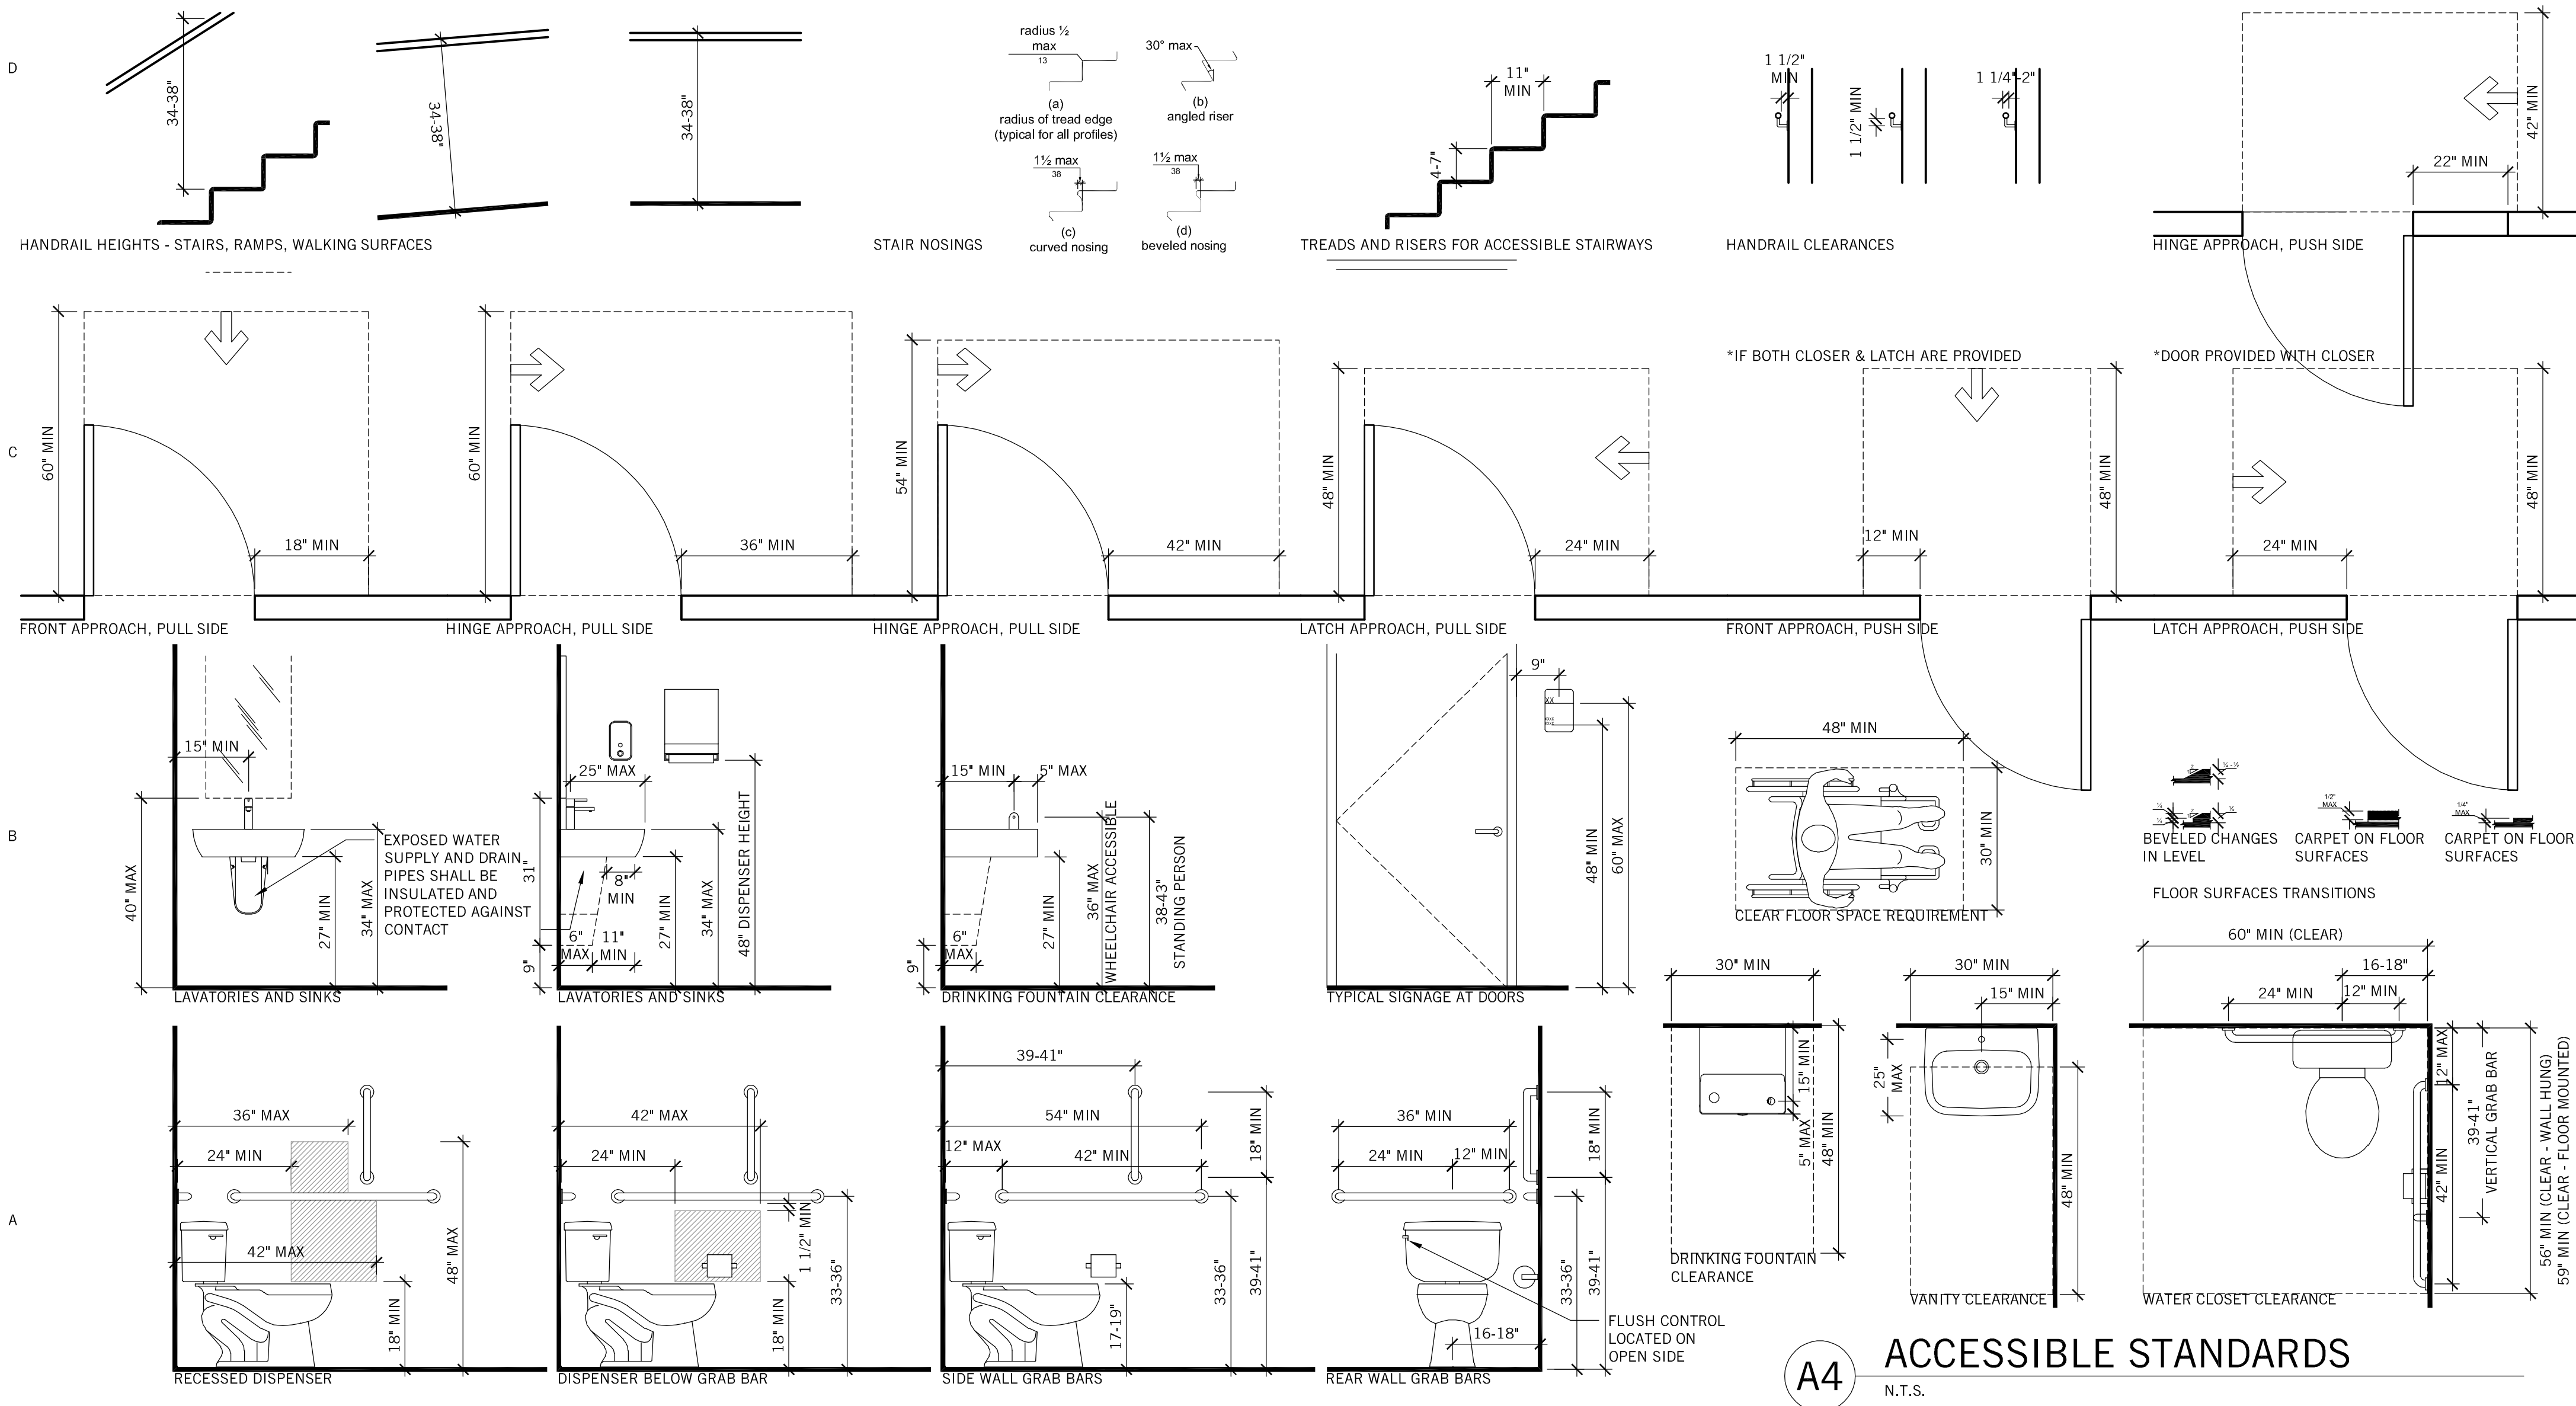 D
34-38"
34-38"
34-38"
HANDRAIL HEIGHTS - STAIRS, RAMPS, WALKING SURFACES
radius ½
max
13
(a)
radius of tread edge
(typical for all profiles)
30° max
(b)
angled riser
1½ max
38
(c)
curved nosing
1½ max
38
(d)
beveled nosing
STAIR NOSINGS
11"
MIN
4-7"
TREADS AND RISERS FOR ACCESSIBLE STAIRWAYS
1 1/2"
MIN
1 1/2" MIN
1 1/4"-2"
HANDRAIL CLEARANCES
42" MIN
22" MIN
HINGE APPROACH, PUSH SIDE
C
60" MIN
18" MIN
FRONT APPROACH, PULL SIDE
60" MIN
36" MIN
HINGE APPROACH, PULL SIDE
54" MIN
42" MIN
HINGE APPROACH, PULL SIDE
48" MIN
24" MIN
LATCH APPROACH, PULL SIDE
*IF BOTH CLOSER & LATCH ARE PROVIDED
12" MIN
48" MIN
FRONT APPROACH, PUSH SIDE
*DOOR PROVIDED WITH CLOSER
24" MIN
48" MIN
LATCH APPROACH, PUSH SIDE
B
15" MIN
40" MAX
27" MIN
34" MAX
EXPOSED WATER
SUPPLY AND DRAIN
PIPES SHALL BE
INSULATED AND
PROTECTED AGAINST
CONTACT
LAVATORIES AND SINKS
25" MAX
31"
9"
8"
MIN
6"
MAX
11"
MIN
27" MIN
34" MAX
48" DISPENSER HEIGHT
LAVATORIES AND SINKS
15" MIN
5" MAX
9"
6"
MAX
27" MIN
36" MAX
WHEELCHAIR ACCESSIBLE
38-43"
STANDING PERSON
DRINKING FOUNTAIN CLEARANCE
9"
XX
48" MIN
60" MAX
TYPICAL SIGNAGE AT DOORS
48" MIN
30" MIN
CLEAR FLOOR SPACE REQUIREMENT
BEVELED CHANGES
IN LEVEL
1/2"
MAX
CARPET ON FLOOR
SURFACES
1/4"
MAX
CARPET ON FLOOR
SURFACES
FLOOR SURFACES TRANSITIONS
A
36" MAX
24" MIN
42" MAX
18" MIN
48" MAX
RECESSED DISPENSER
42" MAX
24" MIN
1 1/2" MIN
18" MIN
33-36"
DISPENSER BELOW GRAB BAR
39-41"
54" MIN
12" MAX
42" MIN
18" MIN
17-19"
33-36"
39-41"
SIDE WALL GRAB BARS
36" MIN
24" MIN
12" MIN
18" MIN
33-36"
39-41"
16-18"
FLUSH CONTROL
LOCATED ON
OPEN SIDE
REAR WALL GRAB BARS
30" MIN
15" MIN
5" MAX
48" MIN
DRINKING FOUNTAIN
CLEARANCE
30" MIN
15" MIN
25"
MAX
48" MIN
VANITY CLEARANCE
60" MIN (CLEAR)
16-18"
24" MIN
12" MIN
12" MAX
42" MIN
39-41"
VERTICAL GRAB BAR
56" MIN (CLEAR - WALL HUNG)
59" MIN (CLEAR - FLOOR MOUNTED)
WATER CLOSET CLEARANCE
A4
ACCESSIBLE STANDARDS
N.T.S.